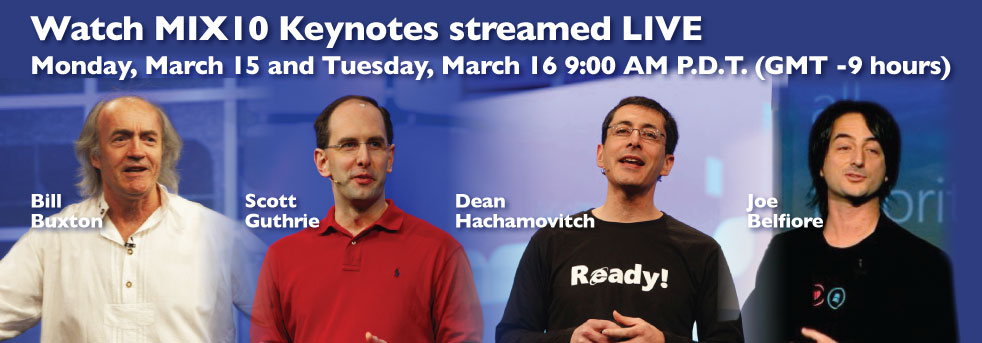 Watch MIX10 Keynotes streamed LIVE
Monday, March 15 and Tuesday, March 16 9:00 AM P.D.T. (GMT -9 hours)
Bill
Buxton
Scott
Guthrie
Dean
Hachamovitch
Joe
Belfiore
Ready!